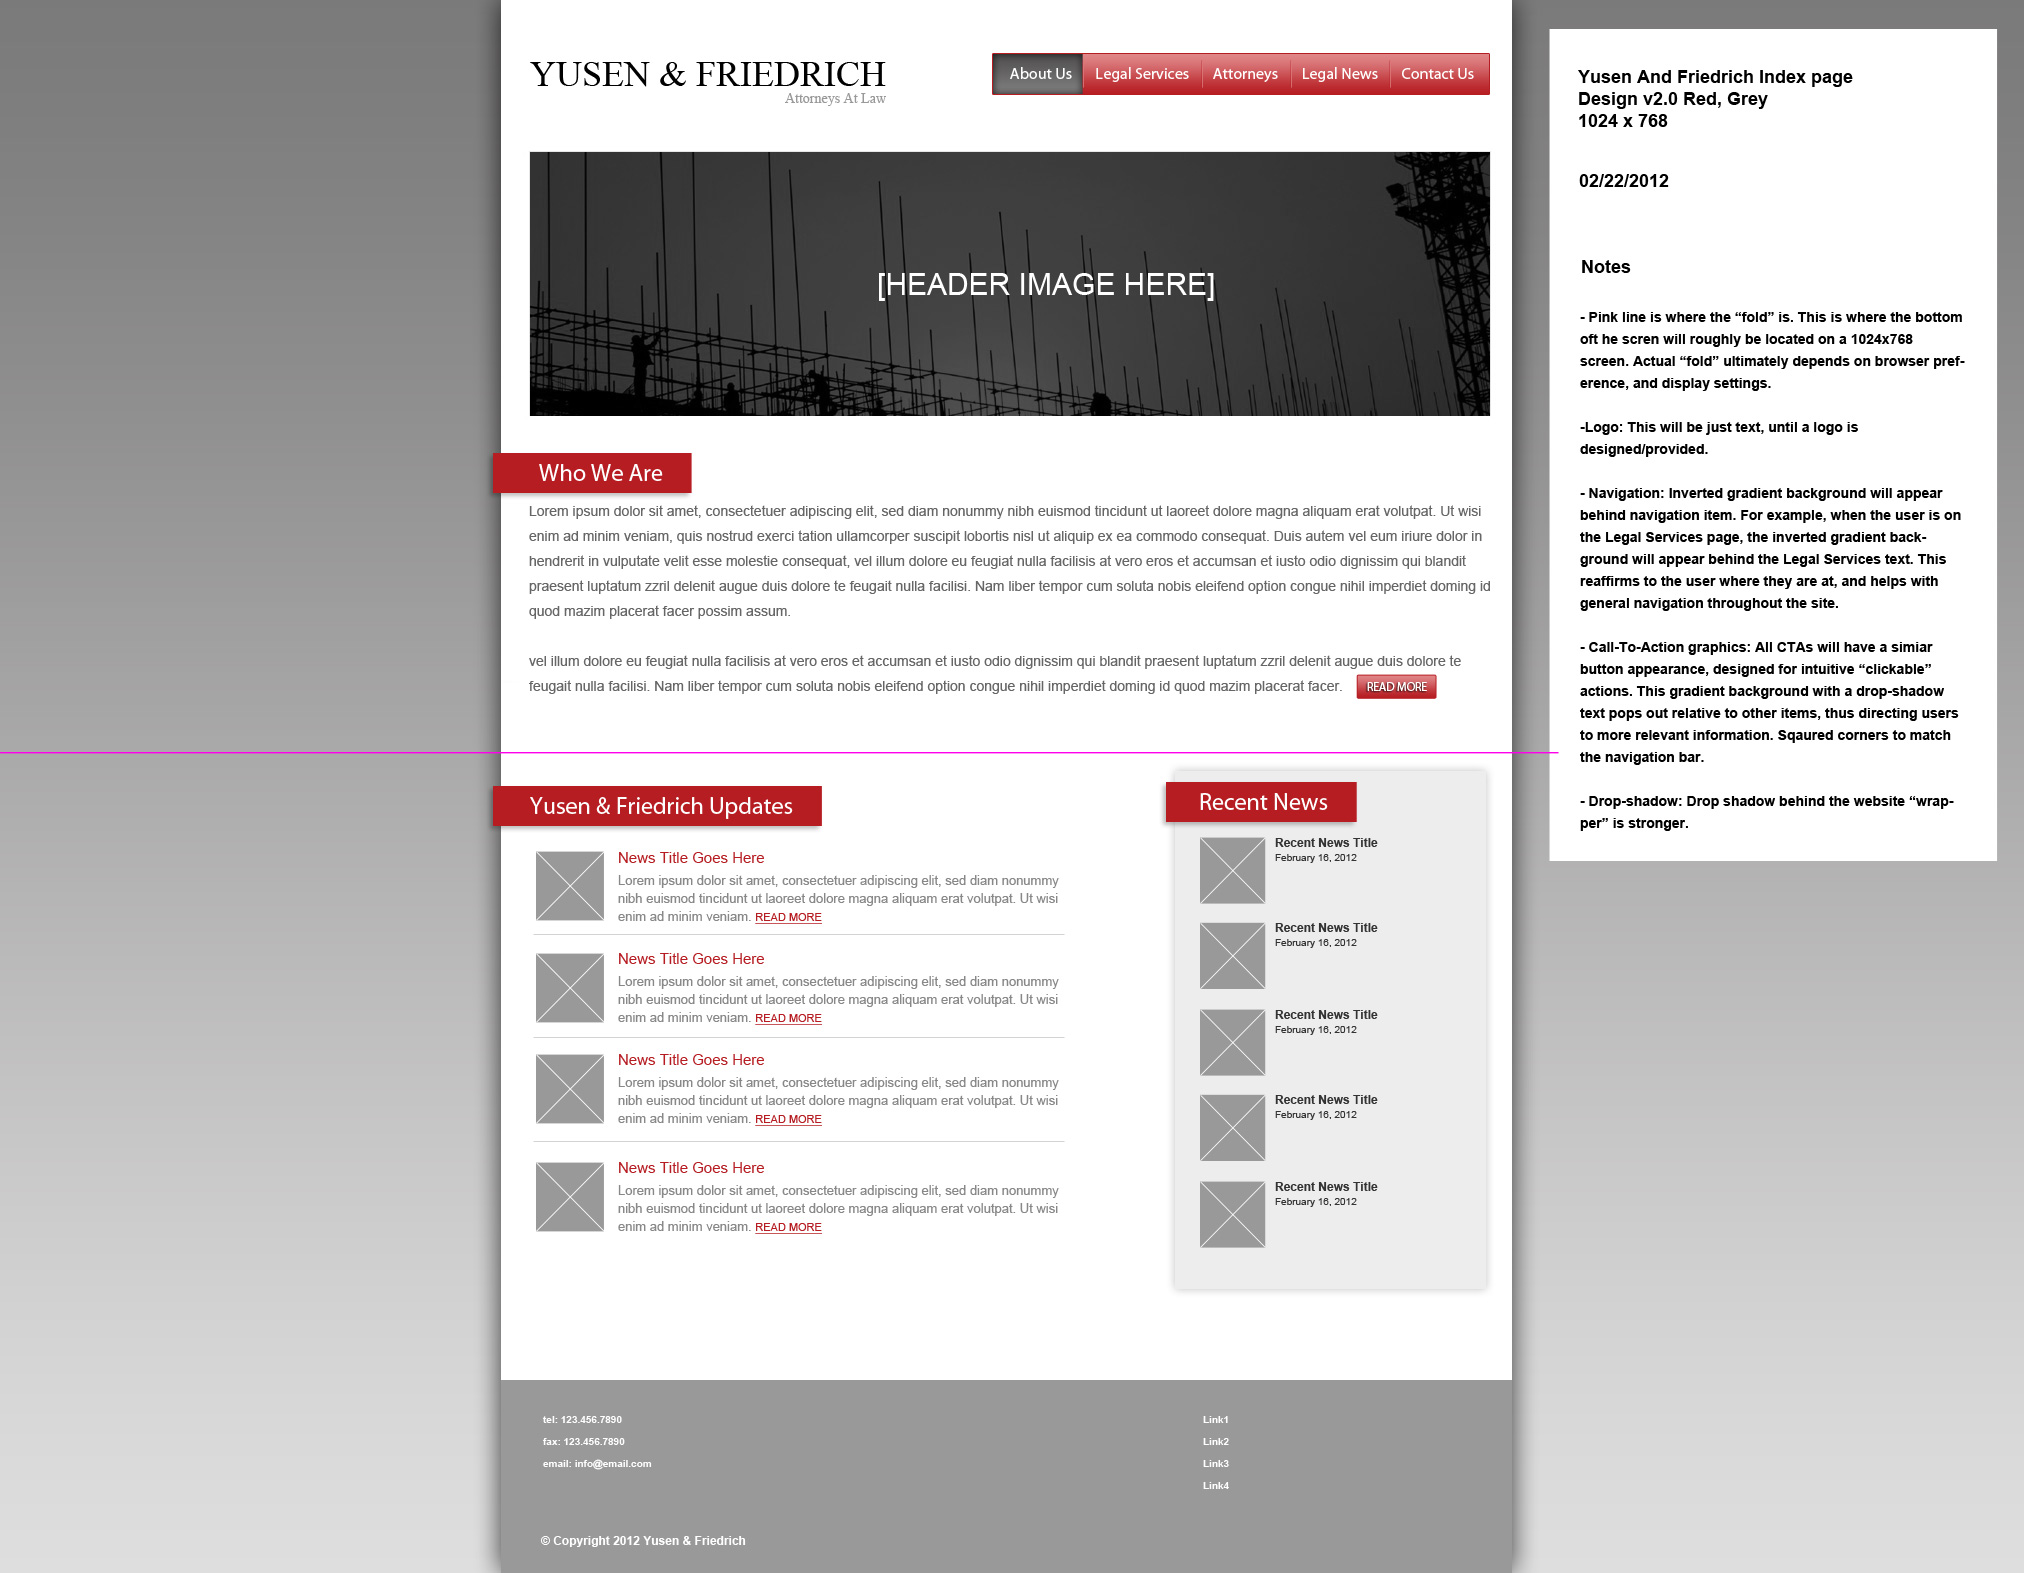 YUSEN & FRIEDRICH
Attorneys At Law
About Us
Legal Services
Attorneys
Legal News
Contact Us
[HEADER IMAGE HERE]
Who We Are
Lorem ipsum dolor sit amet, consectetuer adipiscing elit, sed diam nonummy nibh euismod tincidunt ut laoreet dolore magna aliquam erat volutpat. Ut wisi
enim ad minim veniam, quis nostrud exerci tation ullamcorper suscipit lobortis nisl ut aliquip ex ea commodo consequat. Duis autem vel eum iriure dolor in
hendrerit in vulputate velit esse molestie consequat, vel illum dolore eu feugiat nulla facilisis at vero eros et accumsan et iusto odio dignissim qui blandit
praesent luptatum zzril delenit augue duis dolore te feugait nulla facilisi. Nam liber tempor cum soluta nobis eleifend option congue nihil imperdiet doming id
quod mazim placerat facer possim assum.
vel illum dolore eu feugiat nulla facilisis at vero eros et accumsan et iusto odio dignissim qui blandit praesent luptatum zzril delenit augue duis dolore te
feugait nulla facilisi. Nam liber tempor cum soluta nobis eleifend option congue nihil imperdiet doming id quod mazim placerat facer. READ MORE
Yusen & Friedrich Updates
News Title Goes Here
Lorem ipsum dolor sit amet, consectetuer adipiscing elit, sed diam nonummy
nibh euismod tincidunt ut laoreet dolore magna aliquam erat volutpat. Ut wisi
enim ad minim veniam. READ MORE
News Title Goes Here
Lorem ipsum dolor sit amet, consectetuer adipiscing elit, sed diam nonummy
nibh euismod tincidunt ut laoreet dolore magna aliquam erat volutpat. Ut wisi
enim ad minim veniam. READ MORE
News Title Goes Here
Lorem ipsum dolor sit amet, consectetuer adipiscing elit, sed diam nonummy
nibh euismod tincidunt ut laoreet dolore magna aliquam erat volutpat. Ut wisi
enim ad minim veniam. READ MORE
News Title Goes Here
Lorem ipsum dolor sit amet, consectetuer adipiscing elit, sed diam nonummy
nibh euismod tincidunt ut laoreet dolore magna aliquam erat volutpat. Ut wisi
enim ad minim veniam. READ MORE
Recent News
Recent News Title
February 16, 2012
Recent News Title
February 16, 2012
Recent News Title
February 16, 2012
Recent News Title
February 16, 2012
Recent News Title
February 16, 2012
tel: 123.456.7890
fax: 123.456.7890
email: info@email.com
Link1
Link2
Link3
Link4
© Copyright 2012 Yusen & Friedrich
Yusen And Friedrich Index page
Design v2.0 Red, Grey
1024 x 768
02/22/2012
Notes
- Pink line is where the “fold” is. This is where the bottom
oft he scren will roughly be located on a 1024x768
screen. Actual “fold” ultimately depends on browser pref-
erence, and display settings.
-Logo: This will be just text, until a logo is
designed/provided.
- Navigation: Inverted gradient background will appear
behind navigation item. For example, when the user is on
the Legal Services page, the inverted gradient back-
ground will appear behind the Legal Services text. This
reaffirms to the user where they are at, and helps with
general navigation throughout the site.
- Call-To-Action graphics: All CTAs will have a simiar
button appearance, designed for intuitive “clickable”
actions. This gradient background with a drop-shadow
text pops out relative to other items, thus directing users
to more relevant information. Sqaured corners to match
the navigation bar.
- Drop-shadow: Drop shadow behind the website “wrap-
per” is stronger.